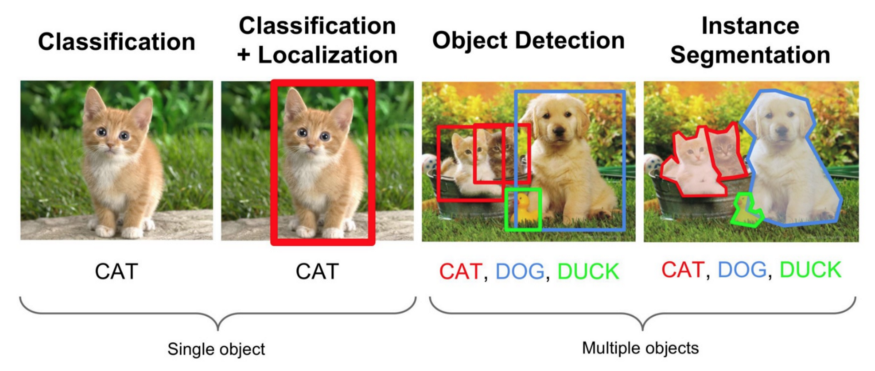 Classification
Classification
+ Localization
Object Detection
Instance
Segmentation
CAT
CAT
CAT, DOG, DUCK
CAT, DOG, DUCK
Single object
Multiple objects